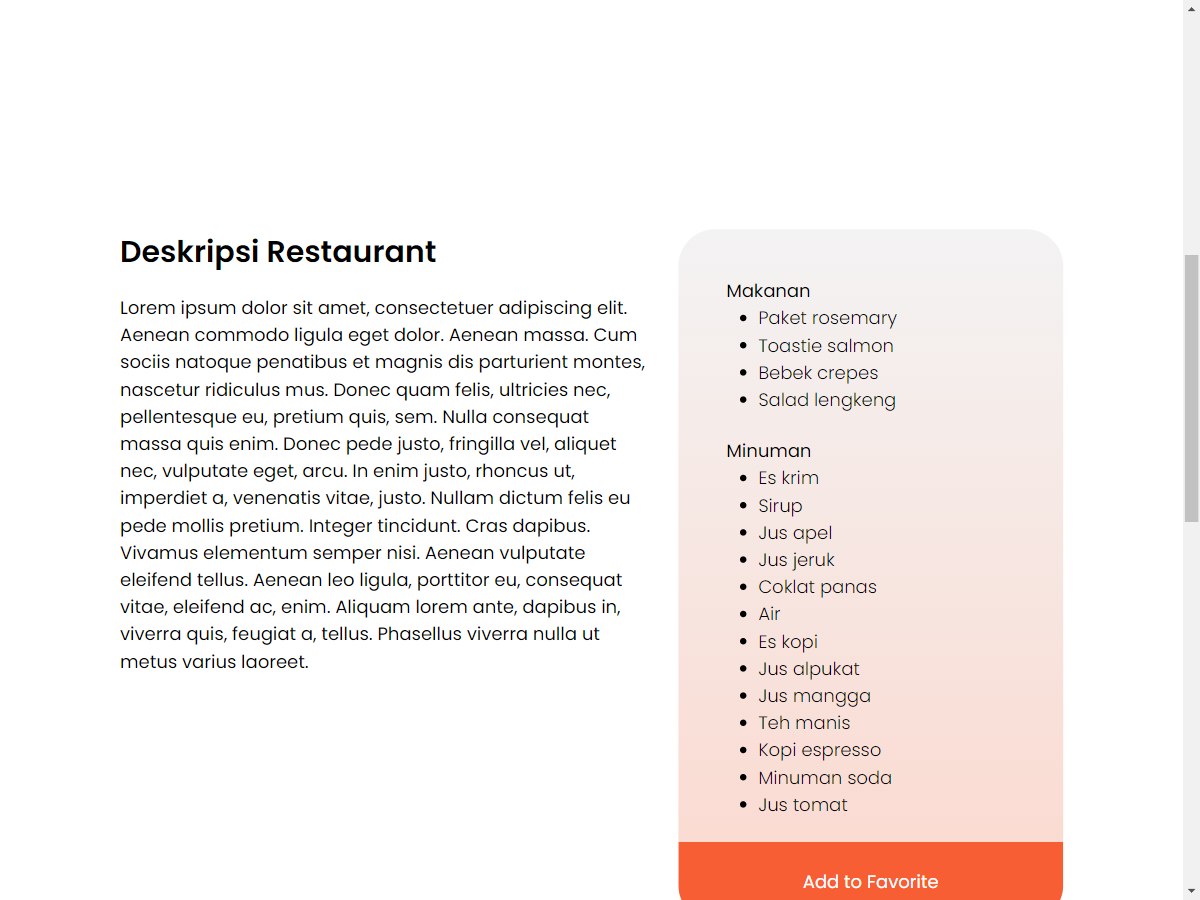 Deskripsi Restaurant
Lorem ipsum dolor sit amet, consectetuer adipiscing elit.
Aenean commodo ligula eget dolor. Aenean massa. Cum
sociis natoque penatibus et magnis dis parturient montes,
nascetur ridiculus mus. Donec quam felis, ultricies nec,
pellentesque eu, pretium quis, sem. Nulla consequat
massa quis enim. Donec pede justo, fringilla vel, aliquet
nec, vulputate eget, arcu. In enim justo, rhoncus ut,
imperdiet a, venenatis vitae, justo. Nullam dictum felis eu
pede mollis pretium. Integer tincidunt. Cras dapibus.
Vivamus elementum semper nisi. Aenean vulputate
eleifend tellus. Aenean leo ligula, porttitor eu, consequat
vitae, eleifend ac, enim. Aliquam lorem ante, dapibus in,
viverra quis, feugiat a, tellus. Phasellus viverra nulla ut
metus varius laoreet.
Makanan
• Paket rosemary
• Toastie salmon
• Bebek crepes
• Salad lengkeng
Minuman
• Es krim
• Sirup
• Jus apel
• Jus jeruk
• Coklat panas
• Air
• Es kopi
• Jus alpukat
• Jus mangga
• Teh manis
• Kopi espresso
• Minuman soda
• Jus tomat
Add to Favorite